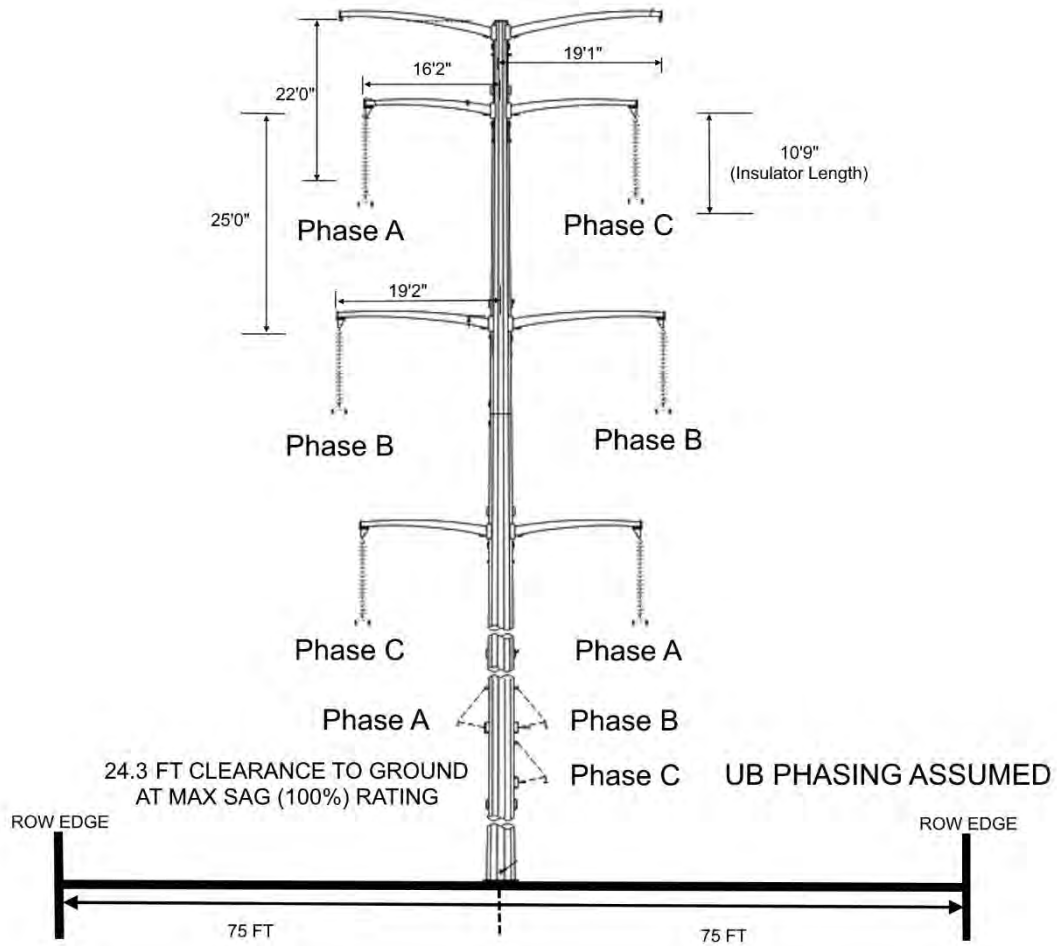 19'1"
16'2"
22'0"
10'9"
(Insulator Length)
25'0"
Phase A
Phase C
19'2"
Phase B
Phase B
Phase C
Phase A
Phase A
Phase B
24.3 FT CLEARANCE TO GROUND
AT MAX SAG (100%) RATING
Phase C
UB PHASING ASSUMED
ROW EDGE
ROW EDGE
75 FT
75 FT